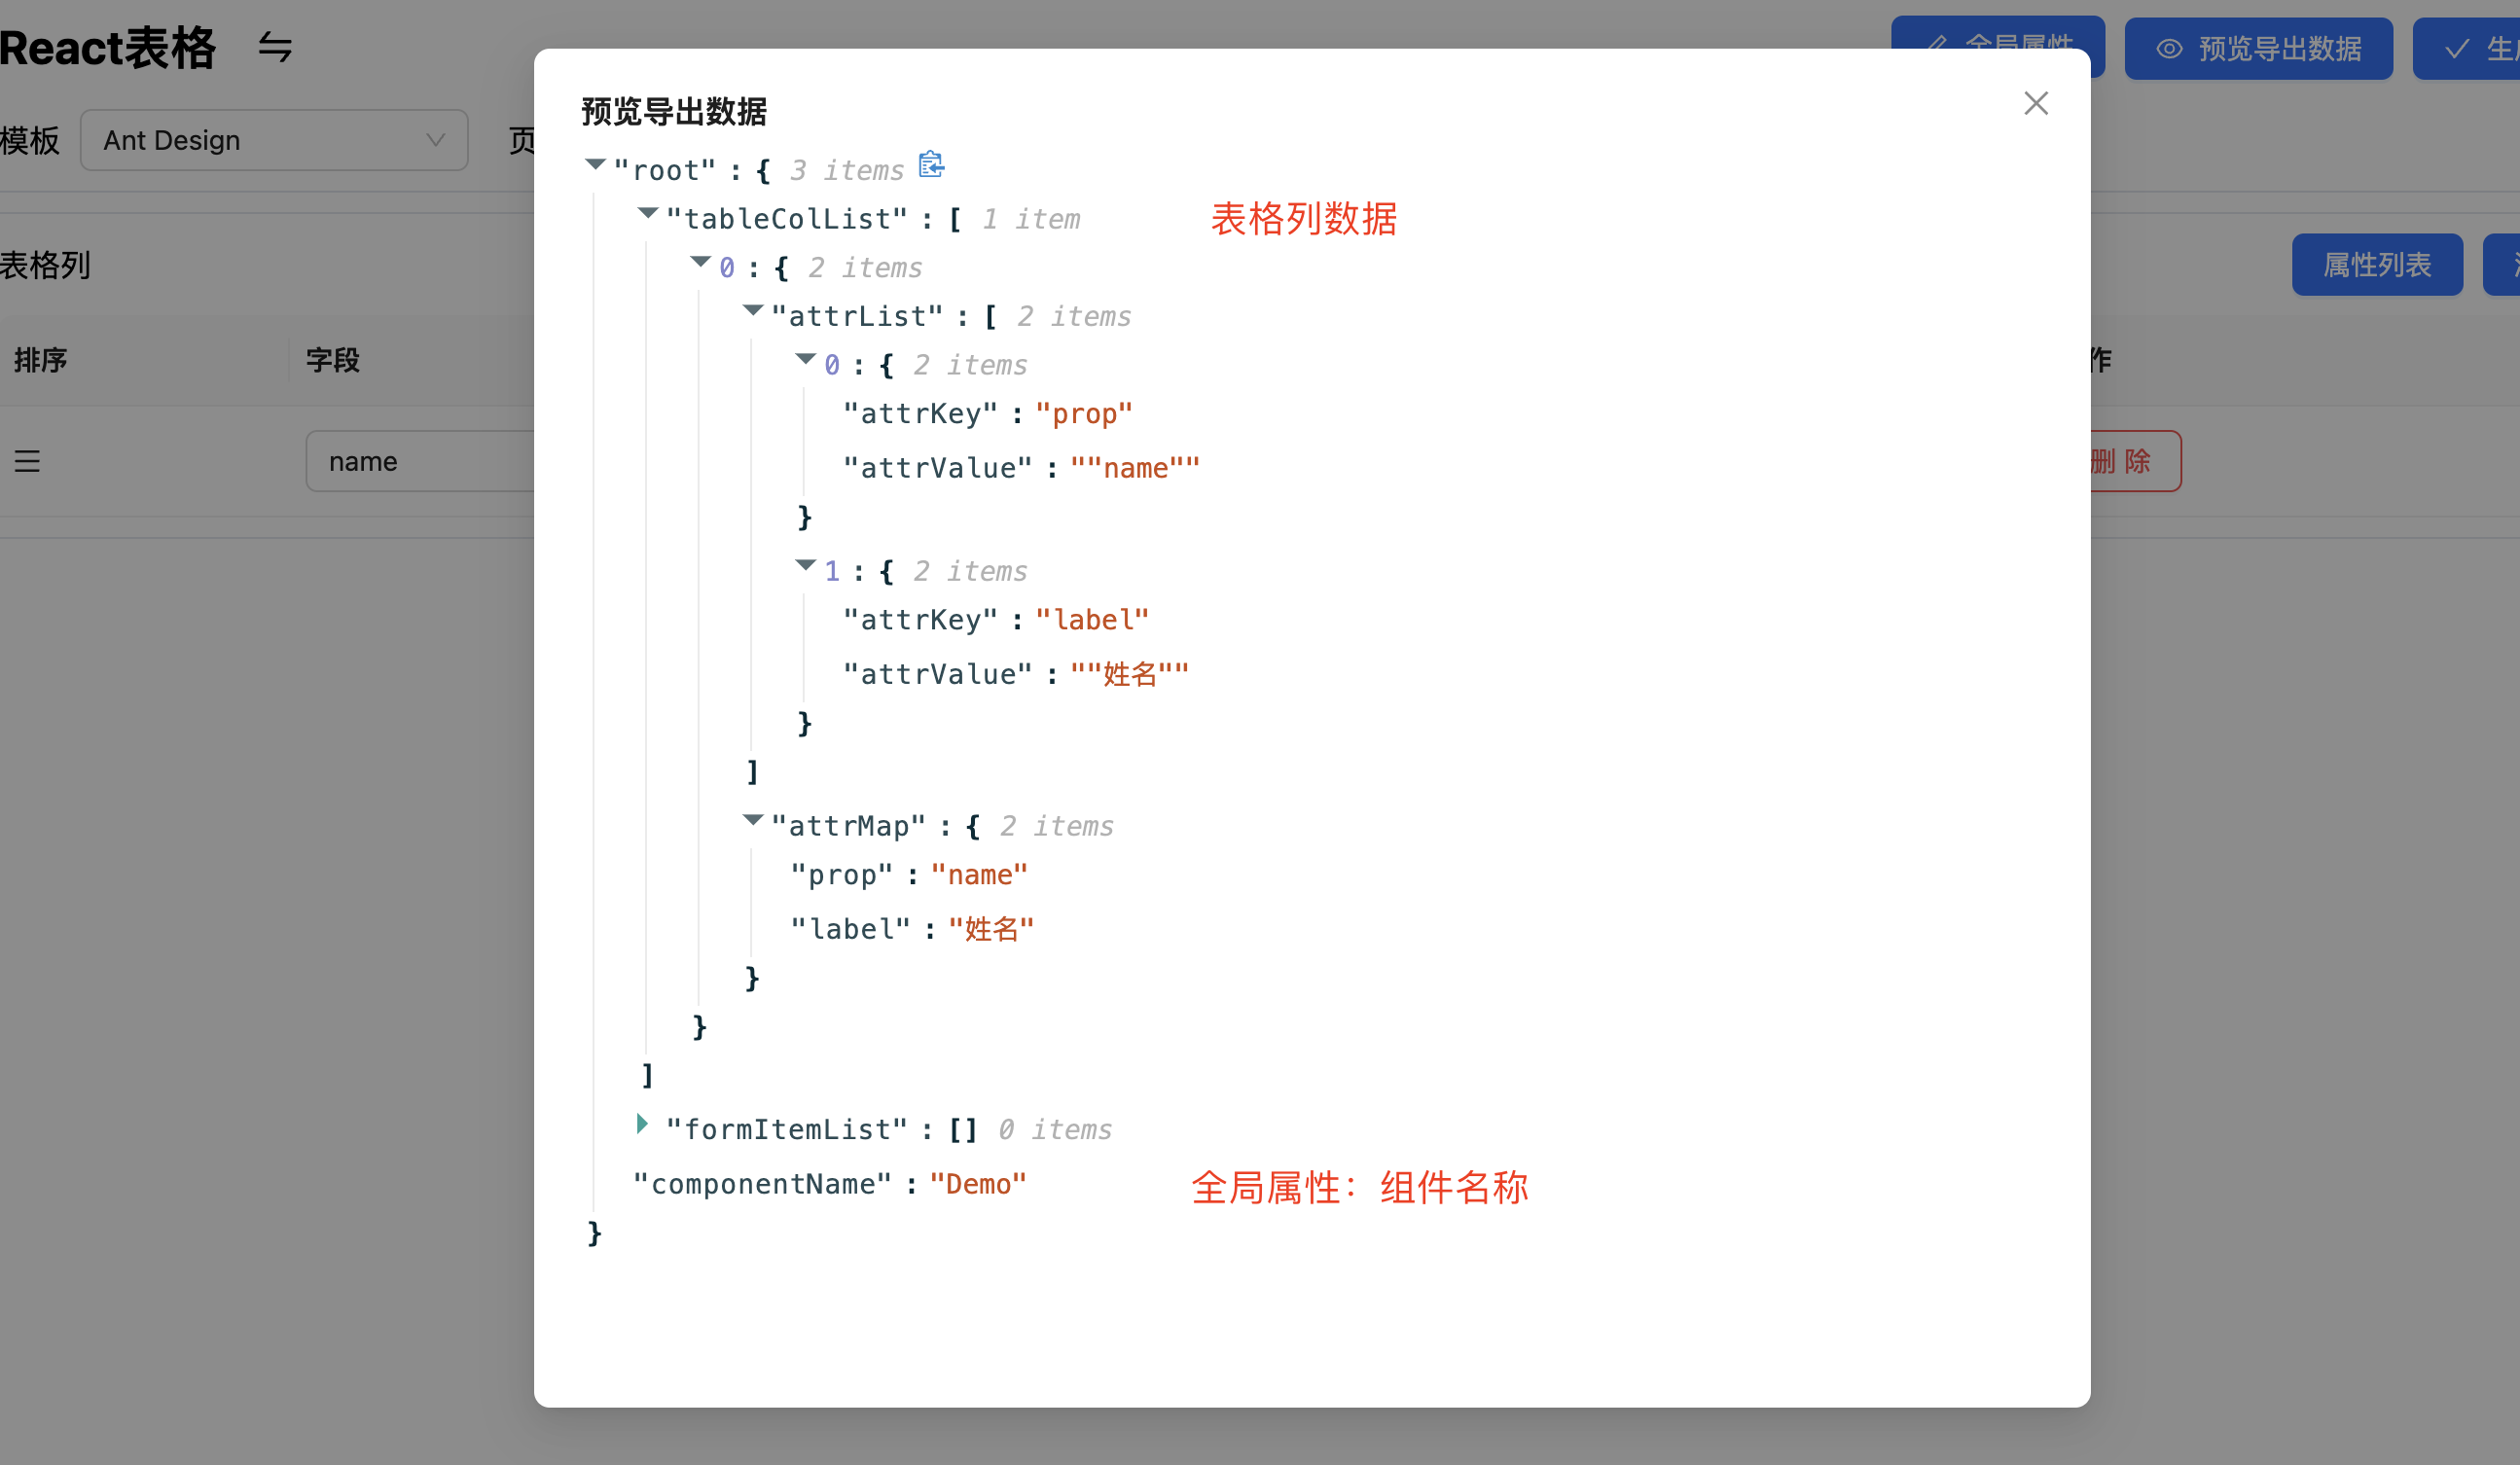 React表格
全局属性
预览导出数据
模板
Ant Design
预览导出数据
"root" : { 3 items
"tableColList" : [ 1 item
表格列数据
表格列
属性列表
0 : { 2 items
"attrList" : [ 2 items
排序
字段
作
0 : { 2 items
"attrKey" : "prop"
name
"attrValue" : ""name""
删 除
}
1 : { 2 items
"attrKey" : "label"
"attrValue" : ""姓名""
}
]
"attrMap" : { 2 items
"prop" : "name"
"label" : "姓名"
}
}
]
"formItemList" : [] 0 items
"componentName" : "Demo"
全局属性：组件名称
}